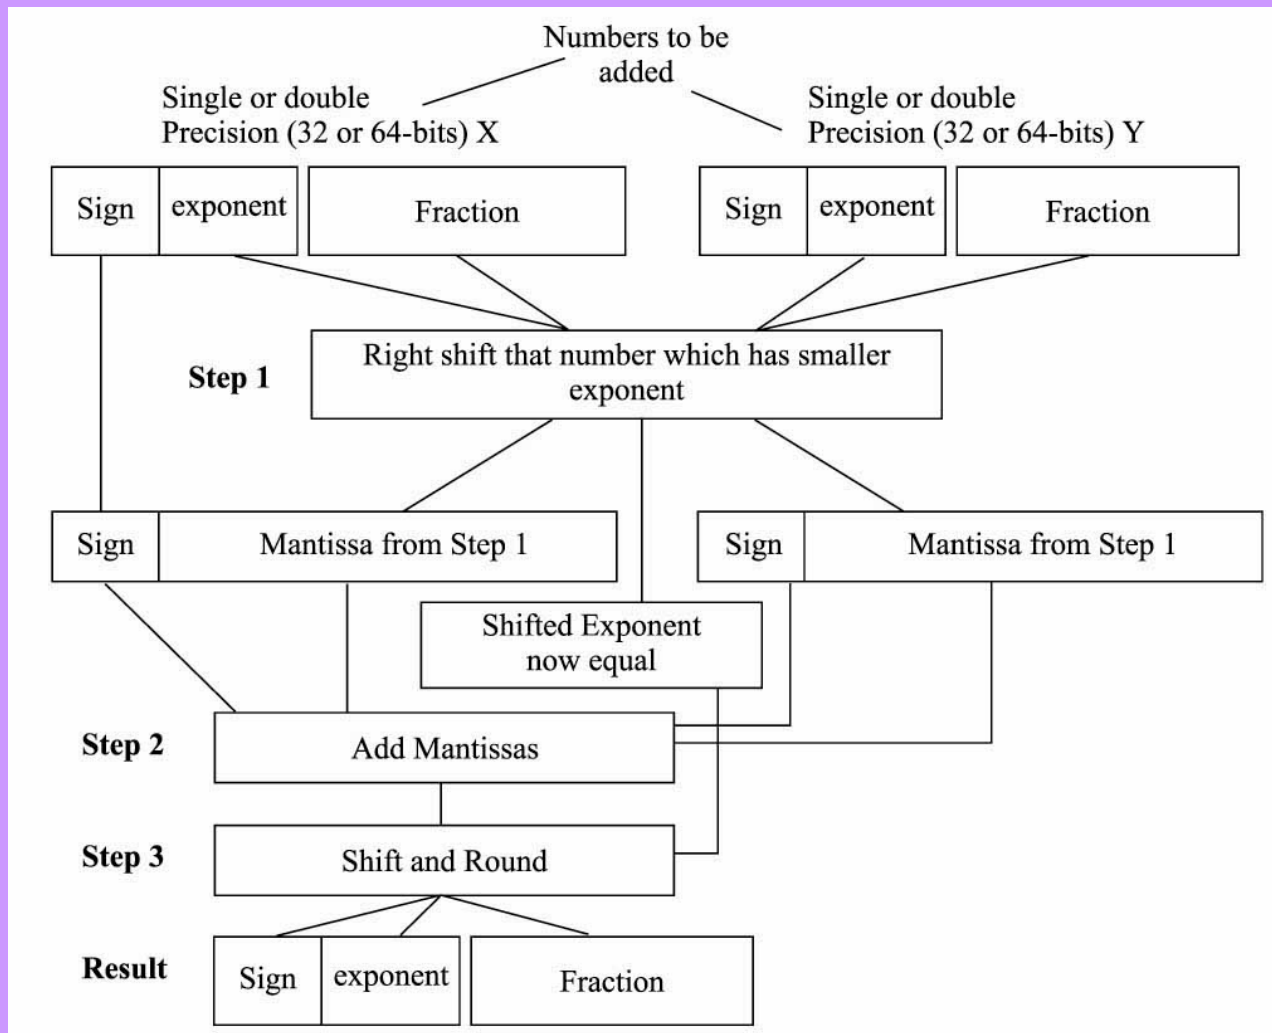 Numbers to be
added
Single or double
Precision (32 or 64-bits) X
Single or double
Precision (32 or 64-bits) Y
Sign exponent Fraction
Sign exponent Fraction
Step 1
Right shift that number which has smaller
exponent
Sign Mantissa from Step 1
Sign Mantissa from Step 1
Shifted Exponent
now equal
Step 2
Add Mantissas
Step 3
Shift and Round
Result
Sign exponent Fraction